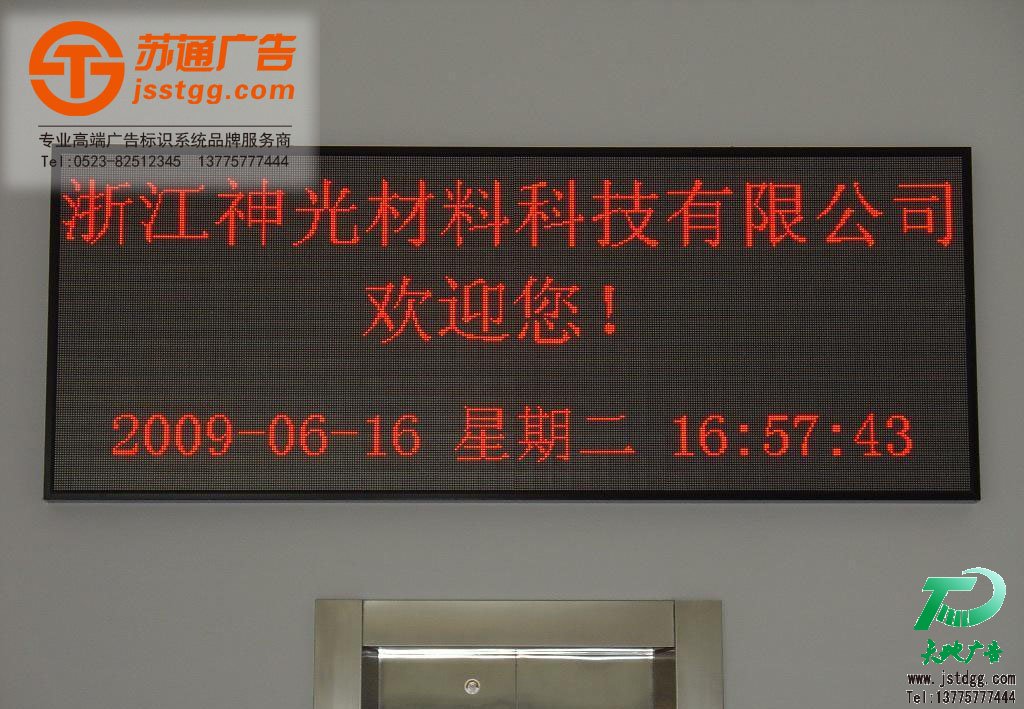 苏通广告
jsstgg.com
专业高端广告标识系统品牌服务商
Tel:0523-82512345 13775777444
浙江神光材料科技有限公司
欢迎您!
2009-06-16 星期二 16:57:43
广告
www.jstdgg.com
Tel:13775777444